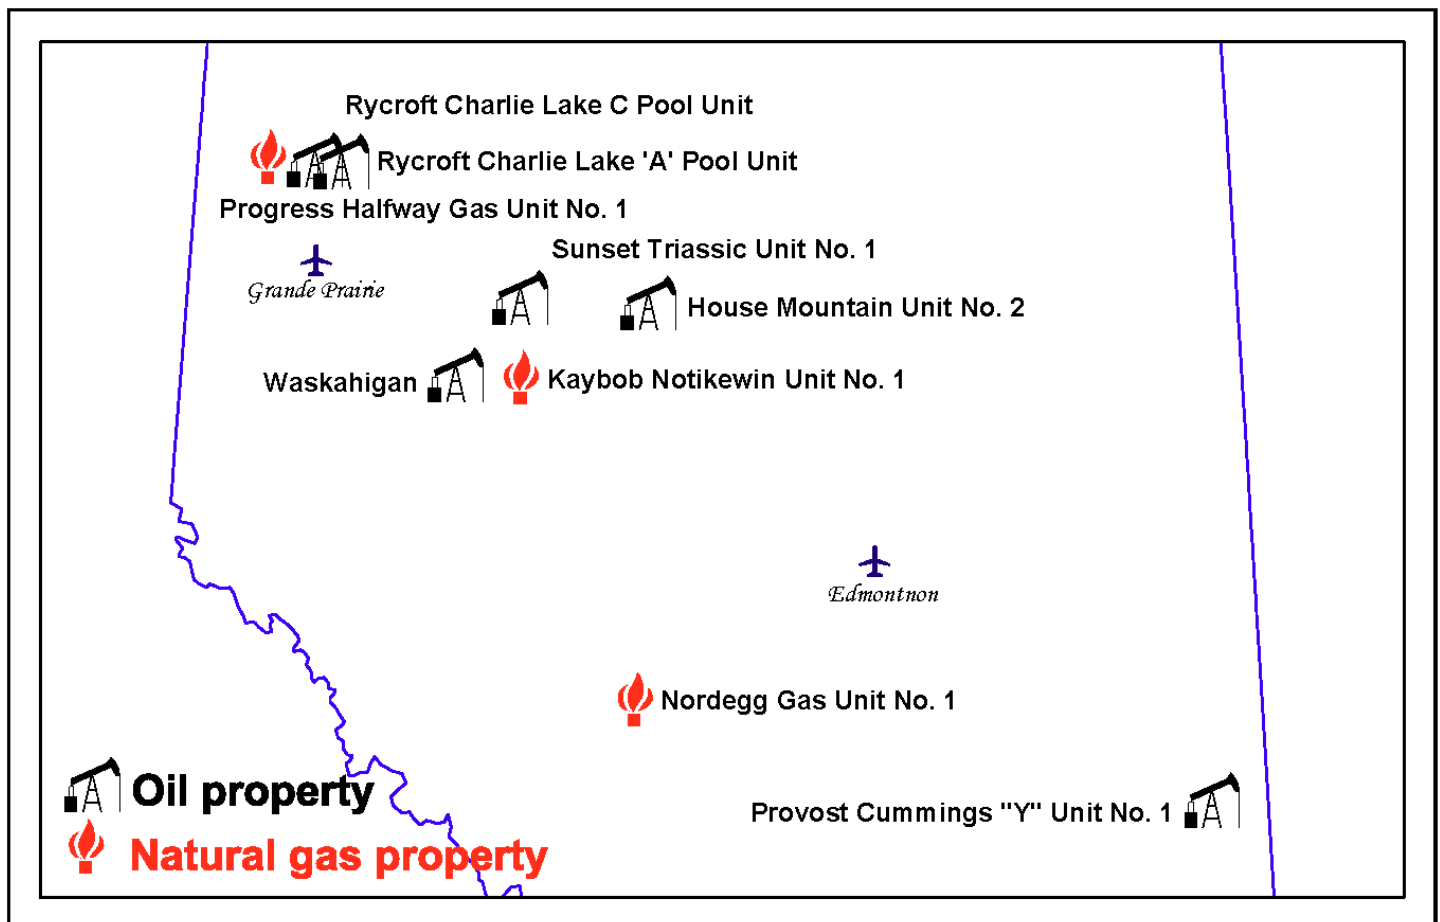 Rycroft Charlie Lake C Pool Unit
Rycroft Charlie Lake 'A' Pool Unit
Progress Halfway Gas Unit No. 1
Sunset Triassic Unit No. 1
Grande Prairie
House Mountain Unit No. 2
Waskahigan
Kaybob Notikewin Unit No. 1
Edmontnon
Nordegg Gas Unit No. 1
Oil property
Provost Cummings "Y" Unit No. 1
Natural gas property